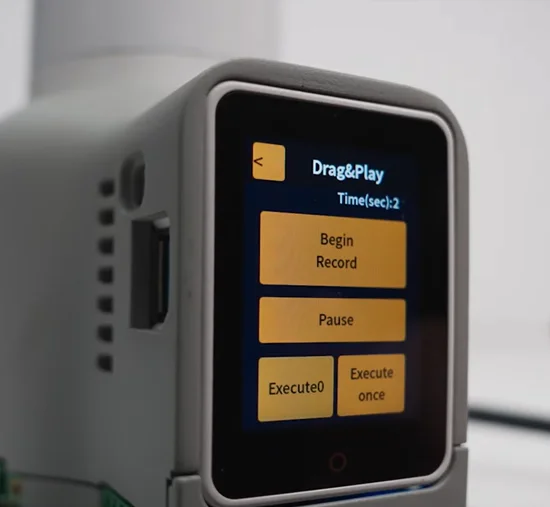 <
Drag&Play
Time(sec):2
Begin
Record
Pause
Execute0
Execute
once